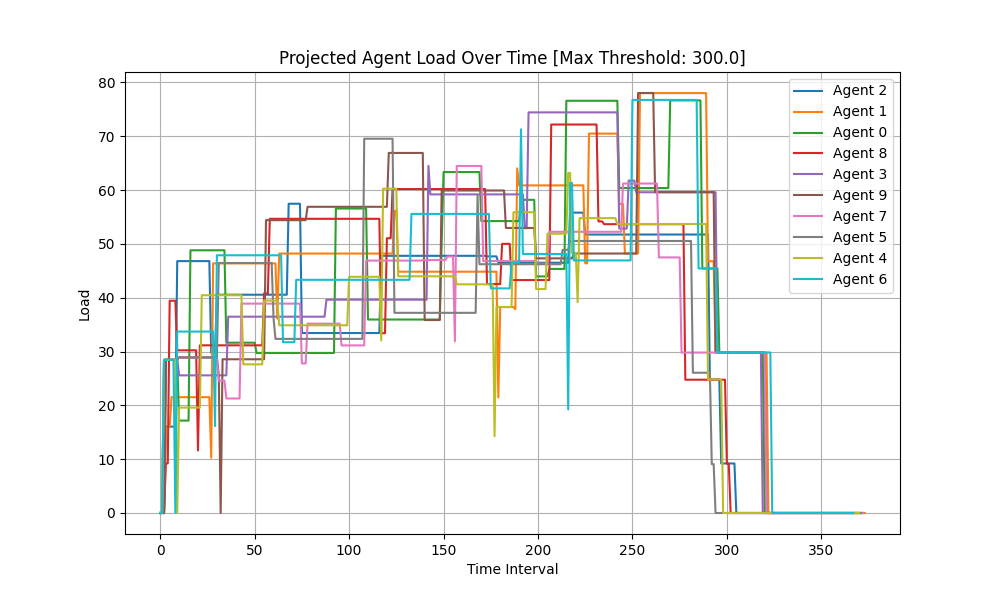 Projected Agent Load Over Time [Max Threshold: 300.0]
Load
80
70
60
50
40
30
20
10
0
0 50 100 150 200 250 300 350
Time Interval
Agent 2
Agent 1
Agent 0
Agent 8
Agent 3
Agent 9
Agent 7
Agent 5
Agent 4
Agent 6